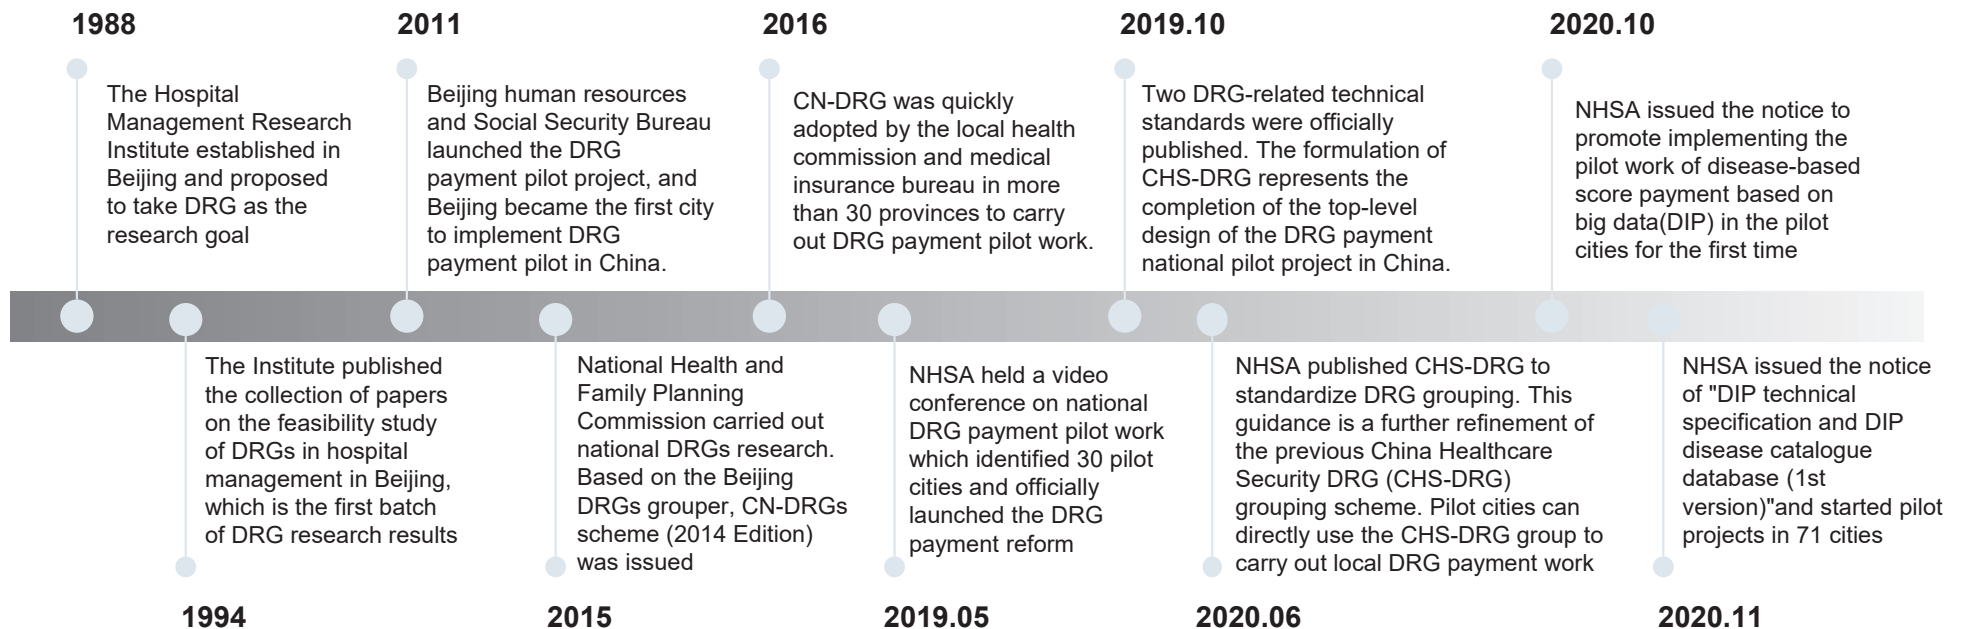 1988
The Hospital
Management Research
Institute established in
Beijing and proposed
to take DRG as the
research goal
2011
Beijing human resources
and Social Security Bureau
launched the DRG
payment pilot project, and
Beijing became the first city
to implement DRG
payment pilot in China.
2016
CN-DRG was quickly
adopted by the local health
commission and medical
insurance bureau in more
than 30 provinces to carry
out DRG payment pilot work.
2019.10
Two DRG-related technical
standards were officially
published. The formulation of
CHS-DRG represents the
completion of the top-level
design of the DRG payment
national pilot project in China.
2020.10
NHSA issued the notice to
promote implementing the
pilot work of disease-based
score payment based on
big data(DIP) in the pilot
cities for the first time
The Institute published
the collection of papers
on the feasibility study
of DRGs in hospital
management in Beijing,
which is the first batch
of DRG research results
1994
National Health and
Family Planning
Commission carried out
national DRGs research.
Based on the Beijing
DRGs grouper, CN-DRGs
scheme (2014 Edition)
was issued
2015
NHSA held a video
conference on national
DRG payment pilot work
which identified 30 pilot
cities and officially
launched the DRG
payment reform
2019.05
NHSA published CHS-DRG to
standardize DRG grouping. This
guidance is a further refinement of
the previous China Healthcare
Security DRG (CHS-DRG)
grouping scheme. Pilot cities can
directly use the CHS-DRG group to
carry out local DRG payment work
2020.06
NHSA issued the notice
of "DIP technical
specification and DIP
disease catalogue
database (1st
version)"and started pilot
projects in 71 cities
2020.11